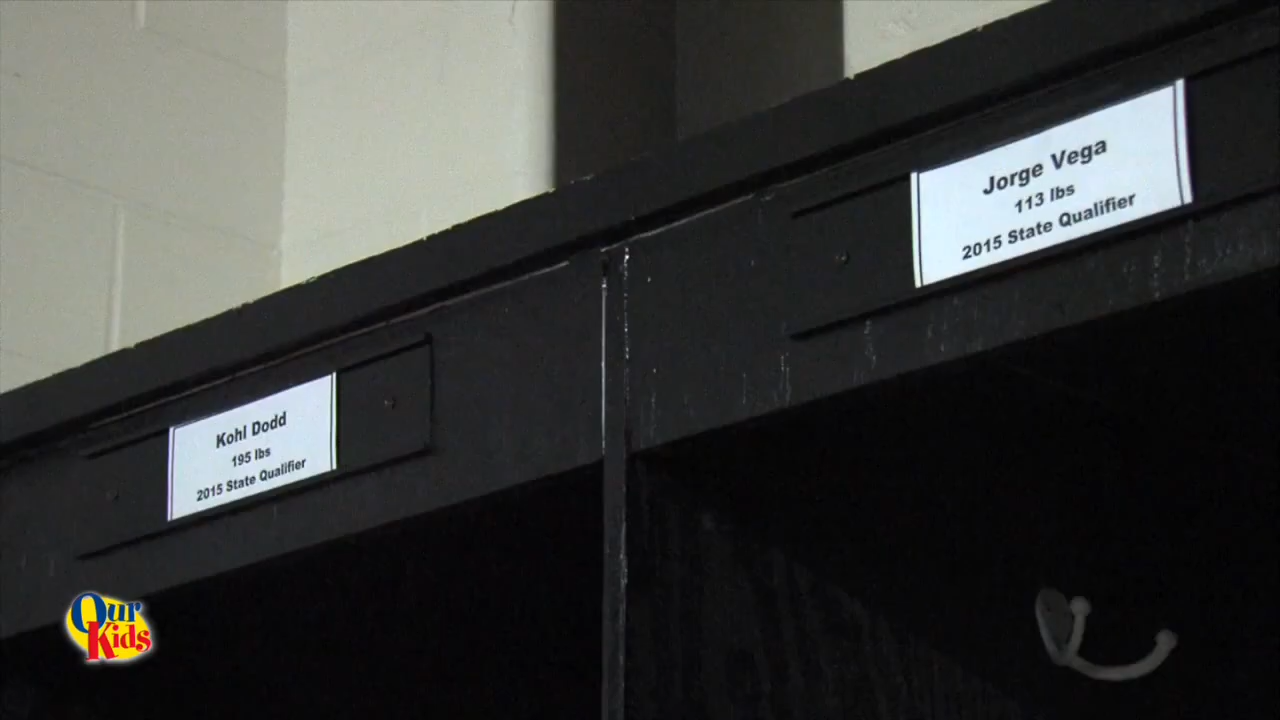 Jorge Vega
113 lbs
2015 State Qualifier
Kohl Dodd
195 lbs
2015 State Qualifier
Our
Kids